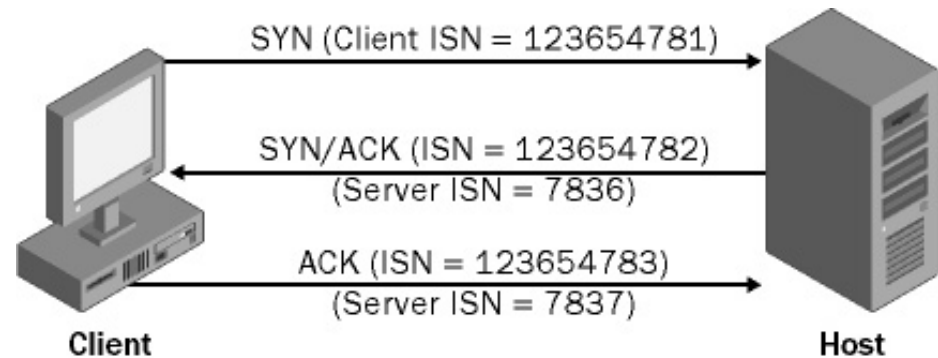 SYN (Client ISN = 123654781)
SYN/ACK (ISN = 123654782)
(Server ISN = 7836)
ACK (ISN = 123654783)
(Server ISN = 7837)
Client
Host